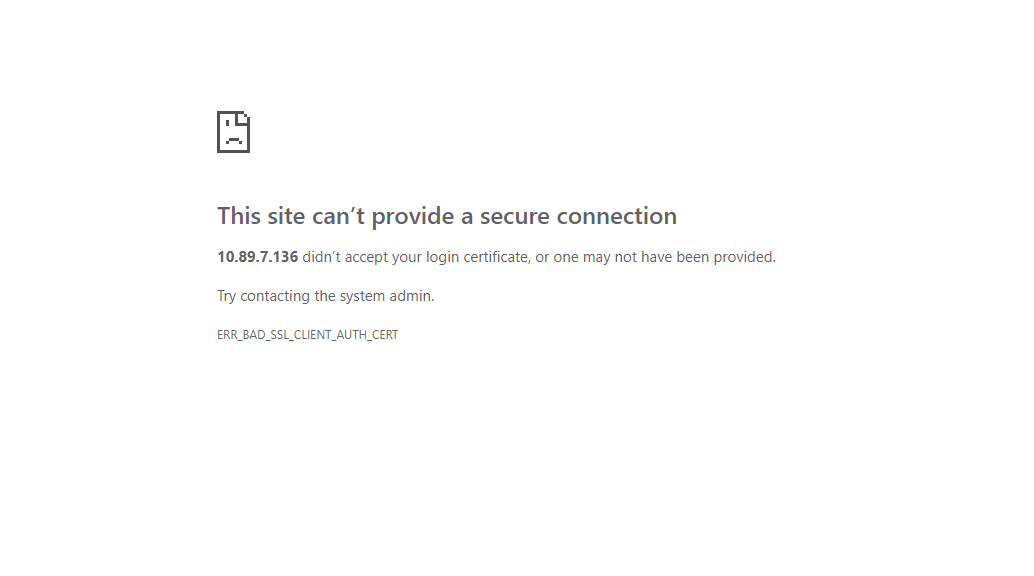 This site can’t provide a secure connection
10.89.7.136 didn’t accept your login certificate, or one may not have been provided.
Try contacting the system admin.
ERR_BAD_SSL_CLIENT_AUTH_CERT